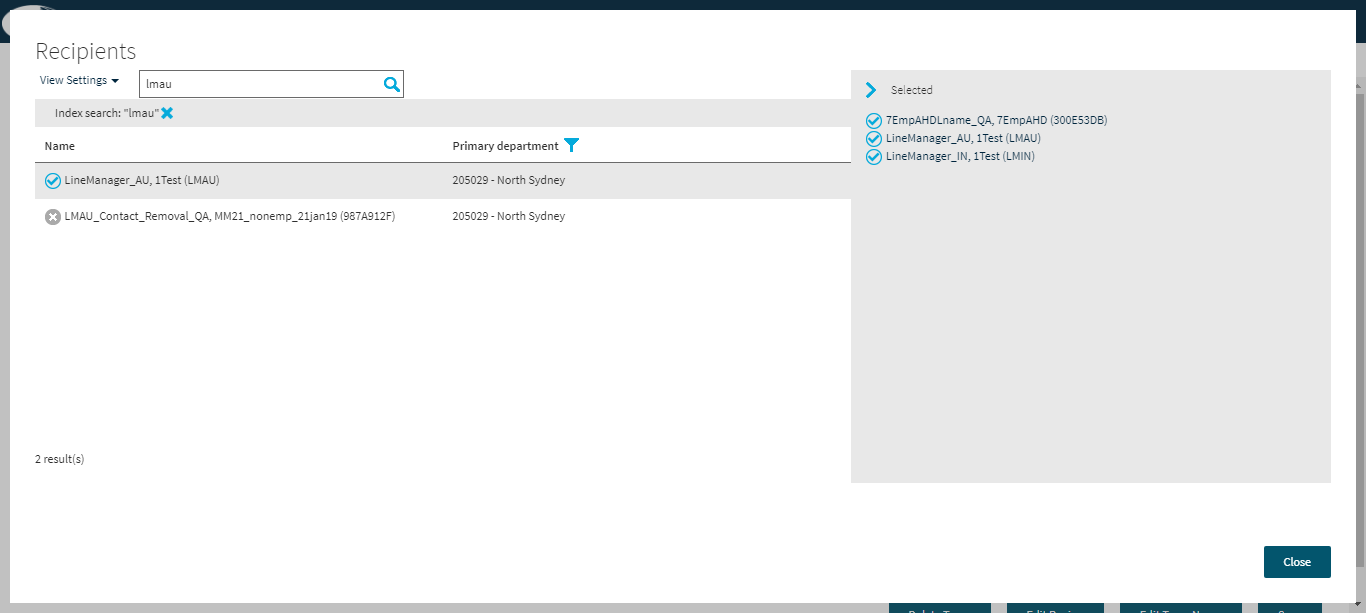 Recipients
View Settings
lmau
Index search: "lmau"
Name Primary department
LineManager_AU, 1Test (LMAU) 205029 - North Sydney
LMAU_Contact_Removal_QA, MM21_nonemp_21jan19 (987A912F) 205029 - North Sydney
2 result(s)
Selected
7EmpAHDLname_QA, 7EmpAHD (300E53DB)
LineManager_AU, 1Test (LMAU)
LineManager_IN, 1Test (LMIN)
Close